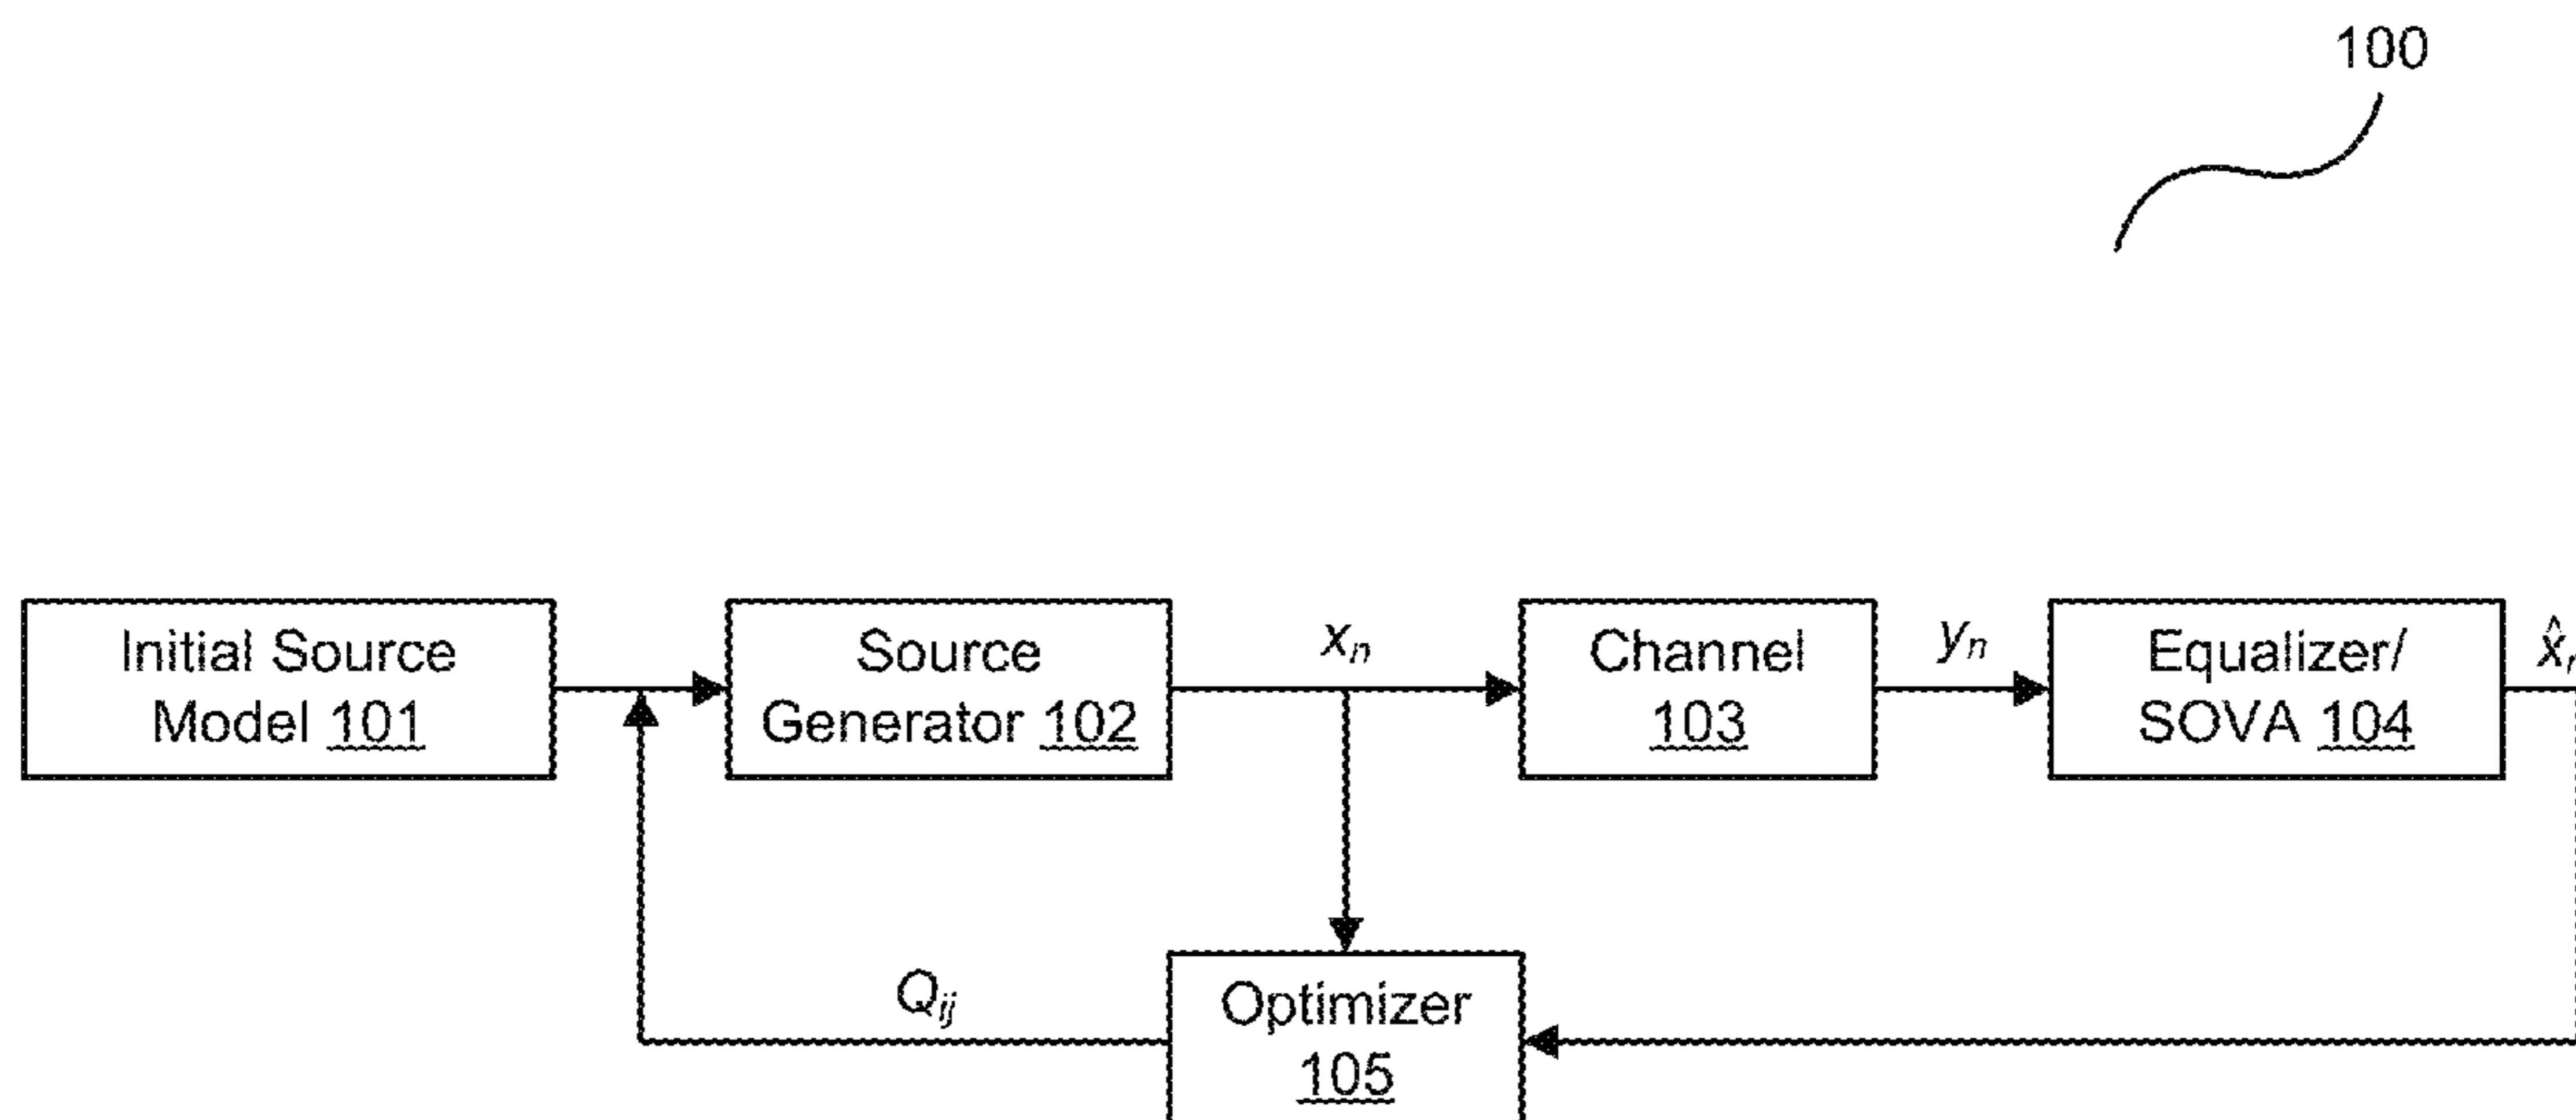 100
Initial Source
Model 101
Source
Generator 102
xₙ
Channel
103
yₙ
Equalizer/
SOVA 104
Qᵢⱼ
Optimizer
105